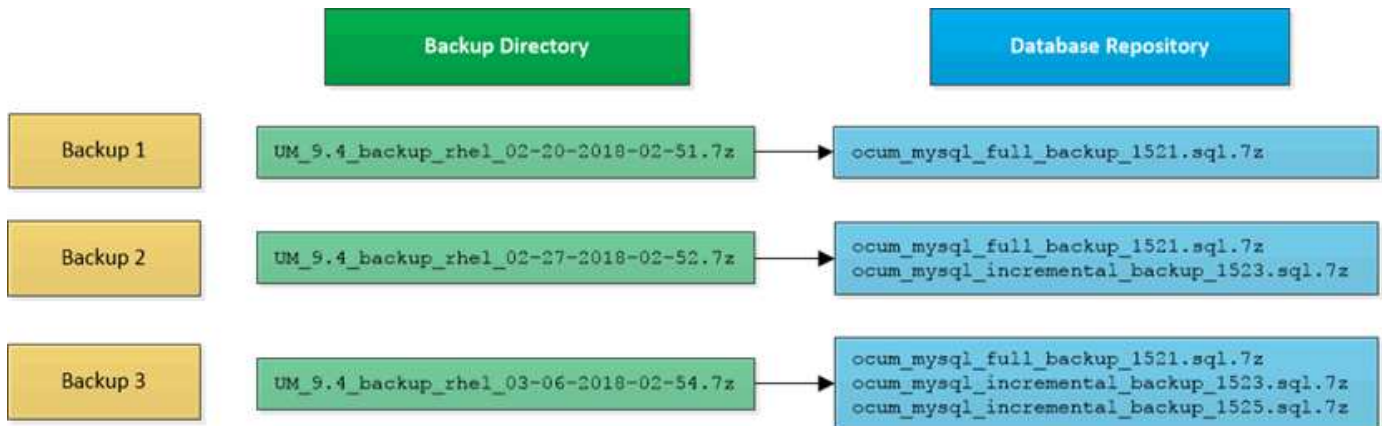 Backup Directory
Database Repository
Backup 1
UM_9.4_backup_rhel_02-20-2018-02-51.7z
ocum_mysql_full_backup_1521.sql.7z
Backup 2
UM_9.4_backup_rhel_02-27-2018-02-52.7z
ocum_mysql_full_backup_1521.sql.7z
ocum_mysql_incremental_backup_1523.sql.7z
Backup 3
UM_9.4_backup_rhel_03-06-2018-02-54.7z
ocum_mysql_full_backup_1521.sql.7z
ocum_mysql_incremental_backup_1523.sql.7z
ocum_mysql_incremental_backup_1525.sql.7z